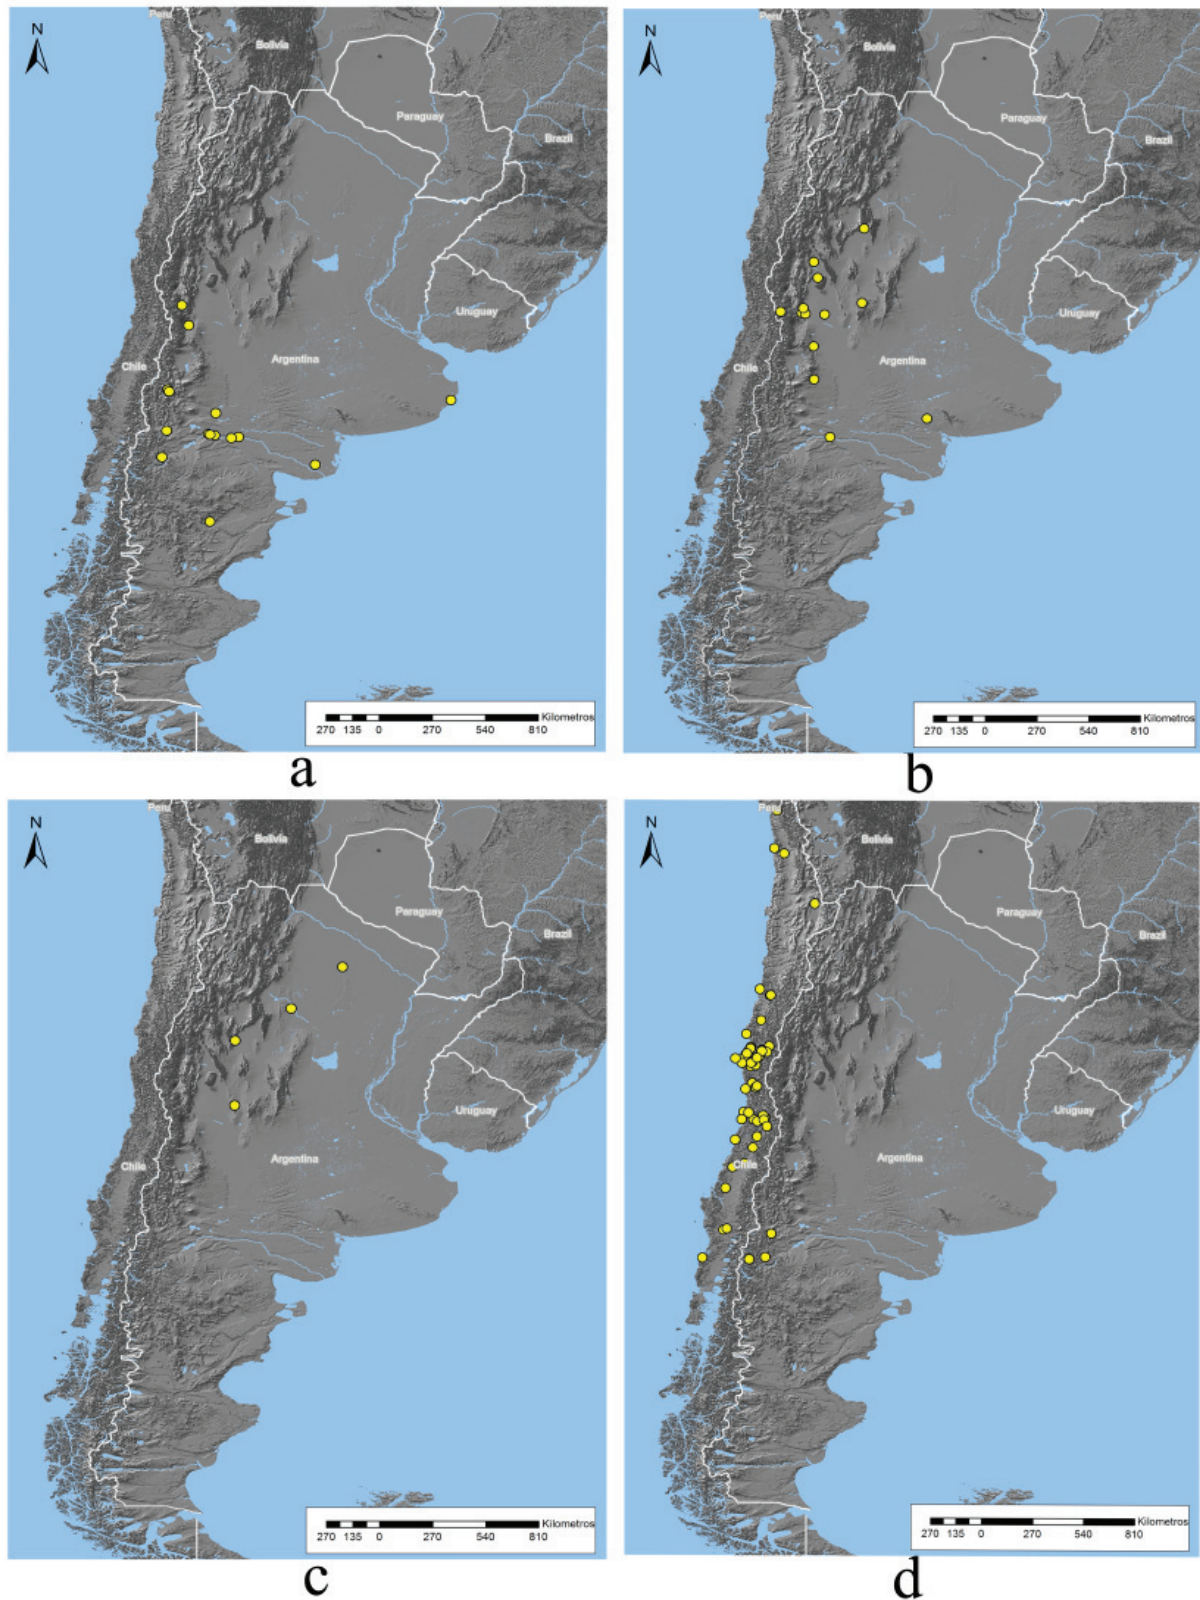 Peru
N
Bolivia
Paraguay
Brazil
Uruguay
Chile
Argentina
Kilometros
270 135 0 270 540 810
a
Peru
N
Bolivia
Paraguay
Brazil
Uruguay
Chile
Argentina
Kilometros
270 135 0 270 540 810
b
Peru
N
Bolivia
Paraguay
Brazil
Uruguay
Chile
Argentina
Kilometros
270 135 0 270 540 810
c
Peru
N
Bolivia
Paraguay
Brazil
Uruguay
Chile
Argentina
Kilometros
270 135 0 270 540 810
d